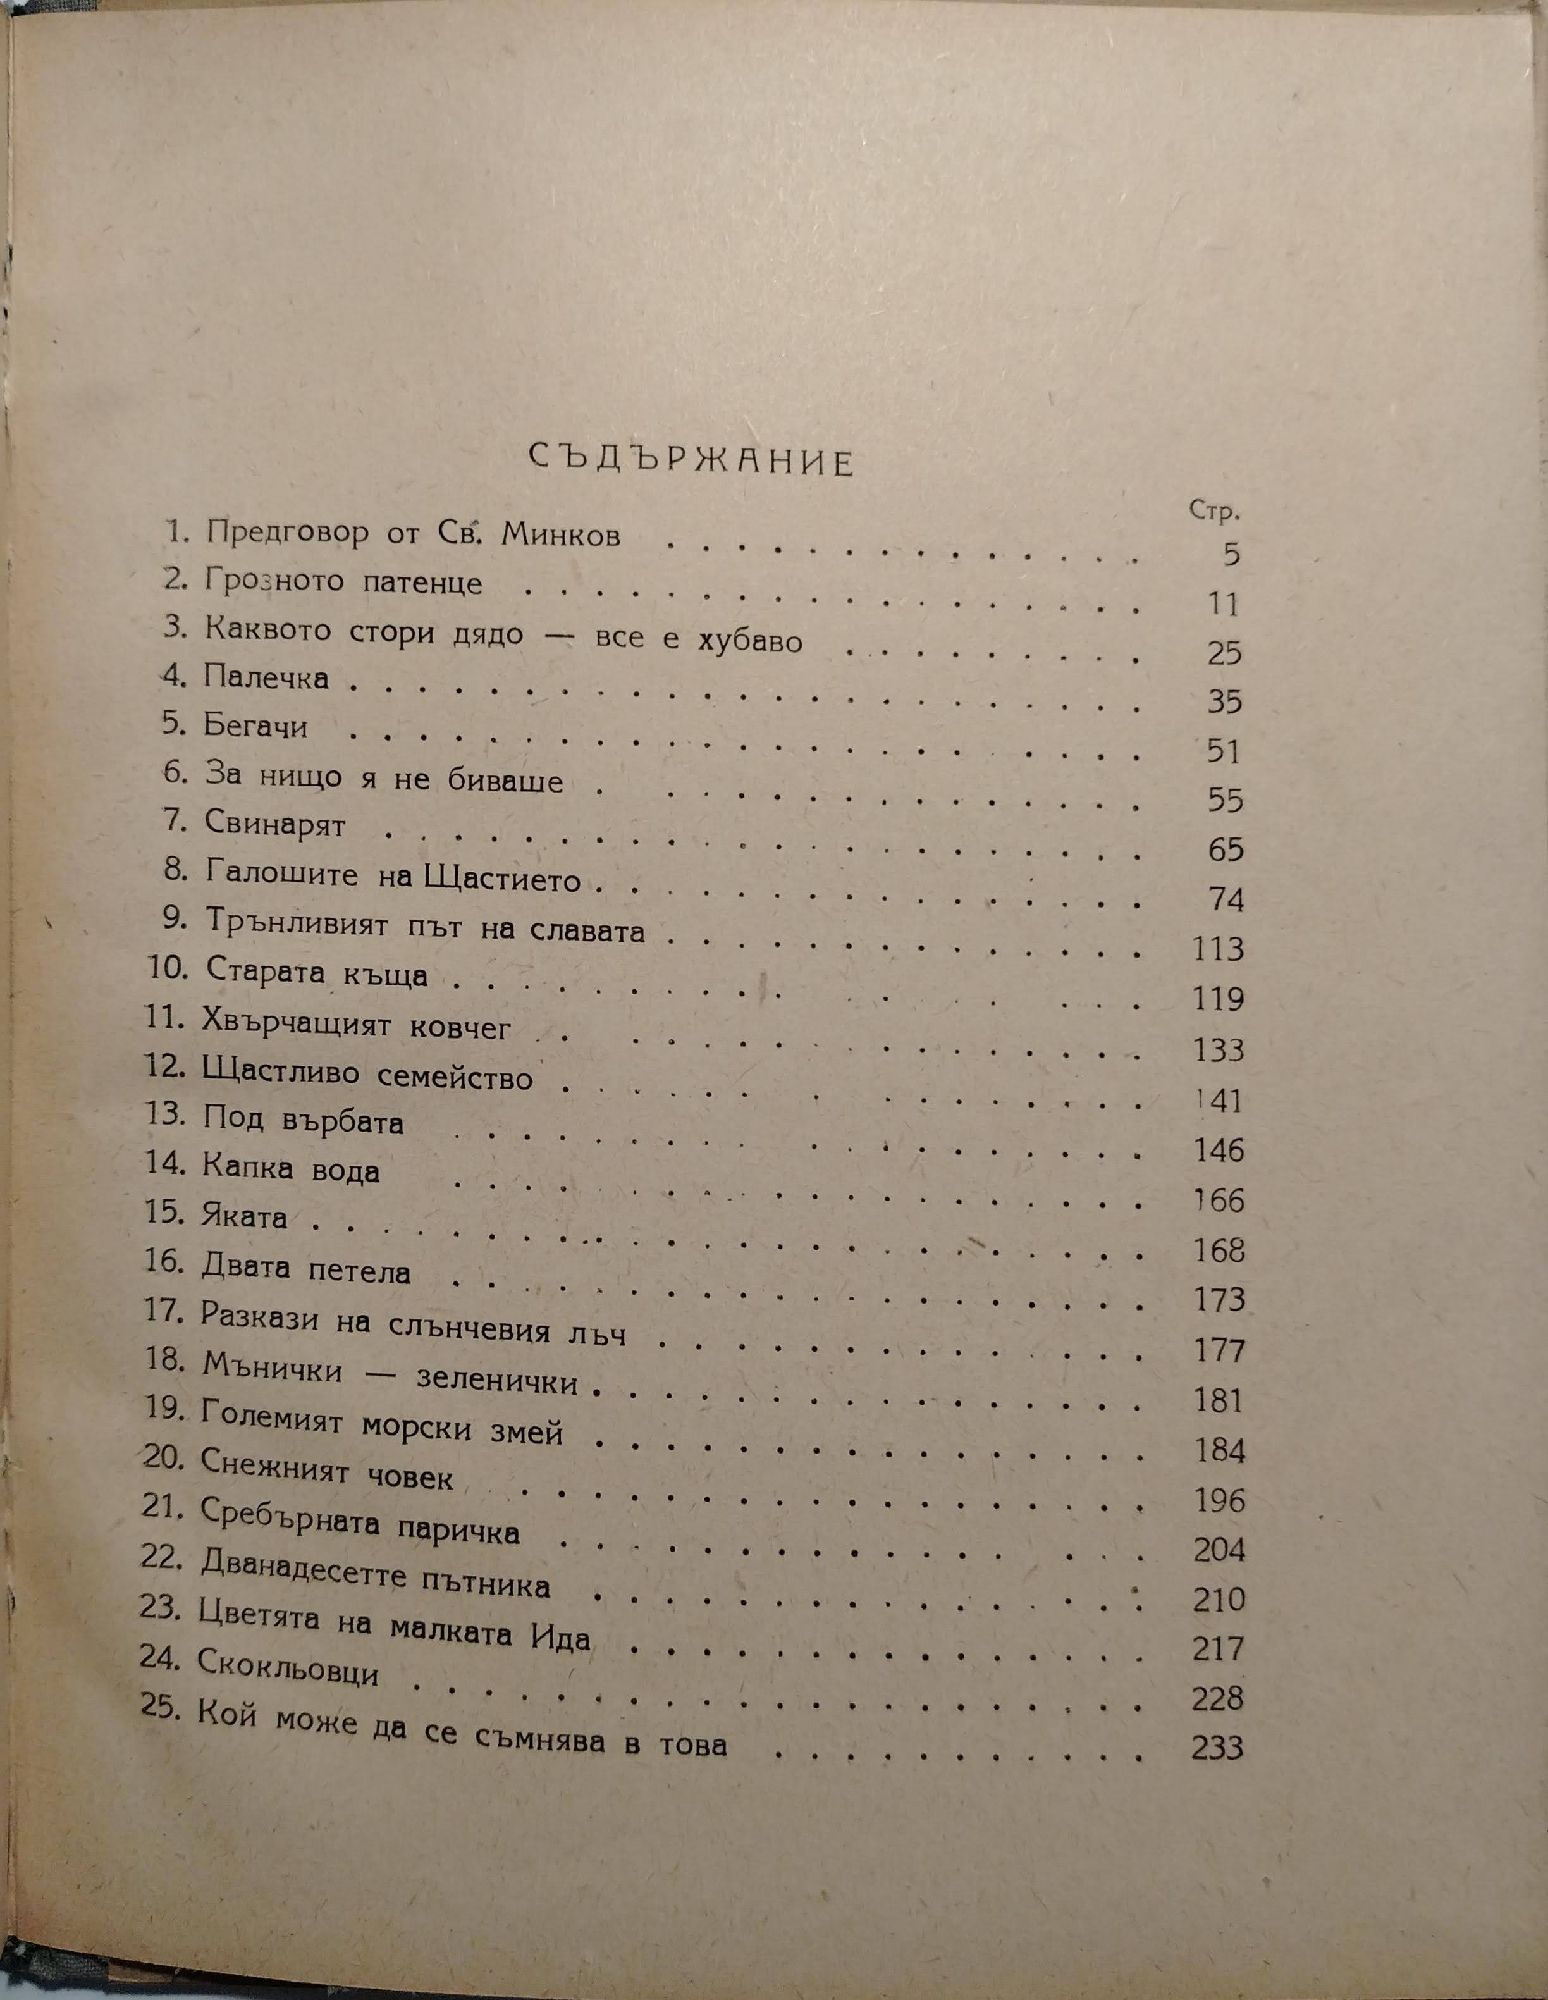 СЪДЪРЖАНИЕ
Стр.
1. Предговор от Св. Минков . . . . . . . . . . . . . . 5
2. Грозното патенце . . . . . . . . . . . . . . . . . . 11
3. Каквото стори дядо — все е хубаво . . . . . . . . . 25
4. Палечка . . . . . . . . . . . . . . . . . . . . . . . 35
5. Бегачи . . . . . . . . . . . . . . . . . . . . . . 51
6. За нищо я не биваше . . . . . . . . . . . . . . . 55
7. Свинарят . . . . . . . . . . . . . . . . . . . . . . 65
8. Галошите на Щастието . . . . . . . . . . . . . . . . 74
9. Трънливият път на славата . . . . . . . . . . . . . . 113
10. Старата къща . . . . . . . . . . . . . . . 119
11. Хвърчащият ковчег . . . . . . . . . . . . . . . . 133
12. Щастливо семейство . . . . . . . . . . . . . . . 141
13. Под върбата . . . . . . . . . . . . . . . . . . . 146
14. Капка вода . . . . . . . . . . . . . . . . . . . . 166
15. Яката . . . . . . . . . . . . . . . . . . . . . . . . 168
16. Двата петела . . . . . . . . . . . . . . . . . . . . 173
17. Разкази на слънчевия лъч . . . . . . . . . . . . . . 177
18. Мънички — зеленички . . . . . . . . . . . . . . . . 181
19. Големият морски змей . . . . . . . . . . . . . . . . 184
20. Снежният човек . . . . . . . . . . . . . . . . . . 196
21. Сребърната паричка . . . . . . . . . . . . . . . . 204
22. Дванадесетте пътника . . . . . . . . . . . . . . . . 210
23. Цветята на малката Ида . . . . . . . . . . . . . . . 217
24. Скокльовци . . . . . . . . . . . . . . . . . . . . . 228
25. Кой може да се съмнява в това . . . . . . . . . . . 233